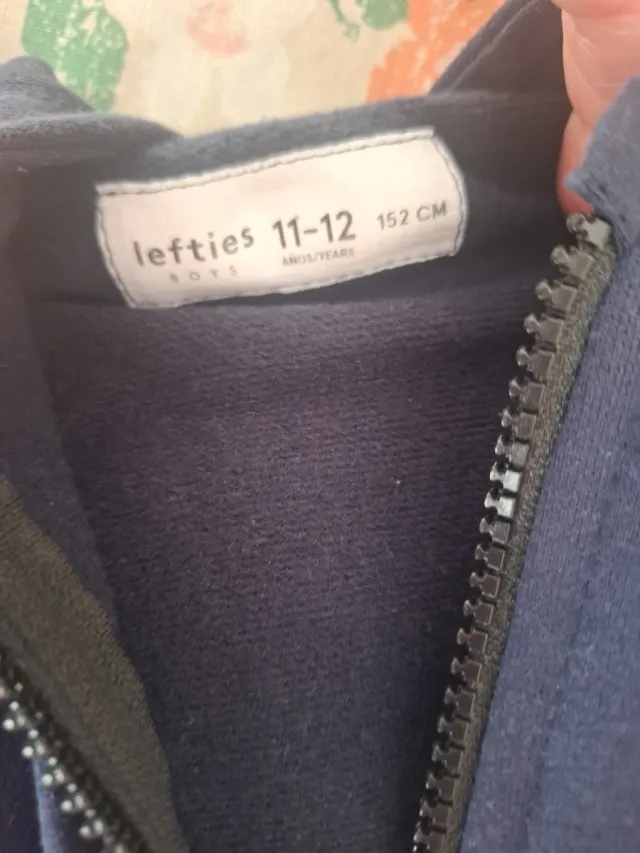 lefties 11-12 152 CM
BOYS AÑOS/YEARS